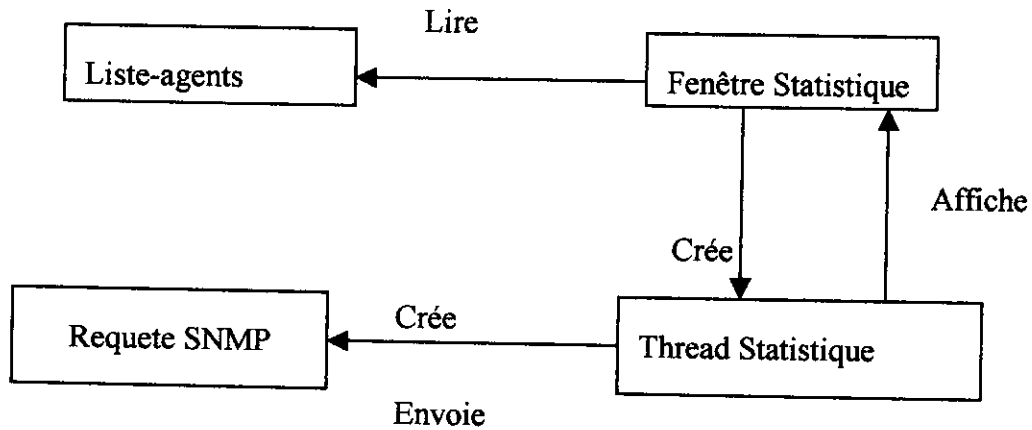 Lire
Liste-agents
Fenêtre Statistique
Affiche
Crée
Requete SNMP
Crée
Thread Statistique
Envoie